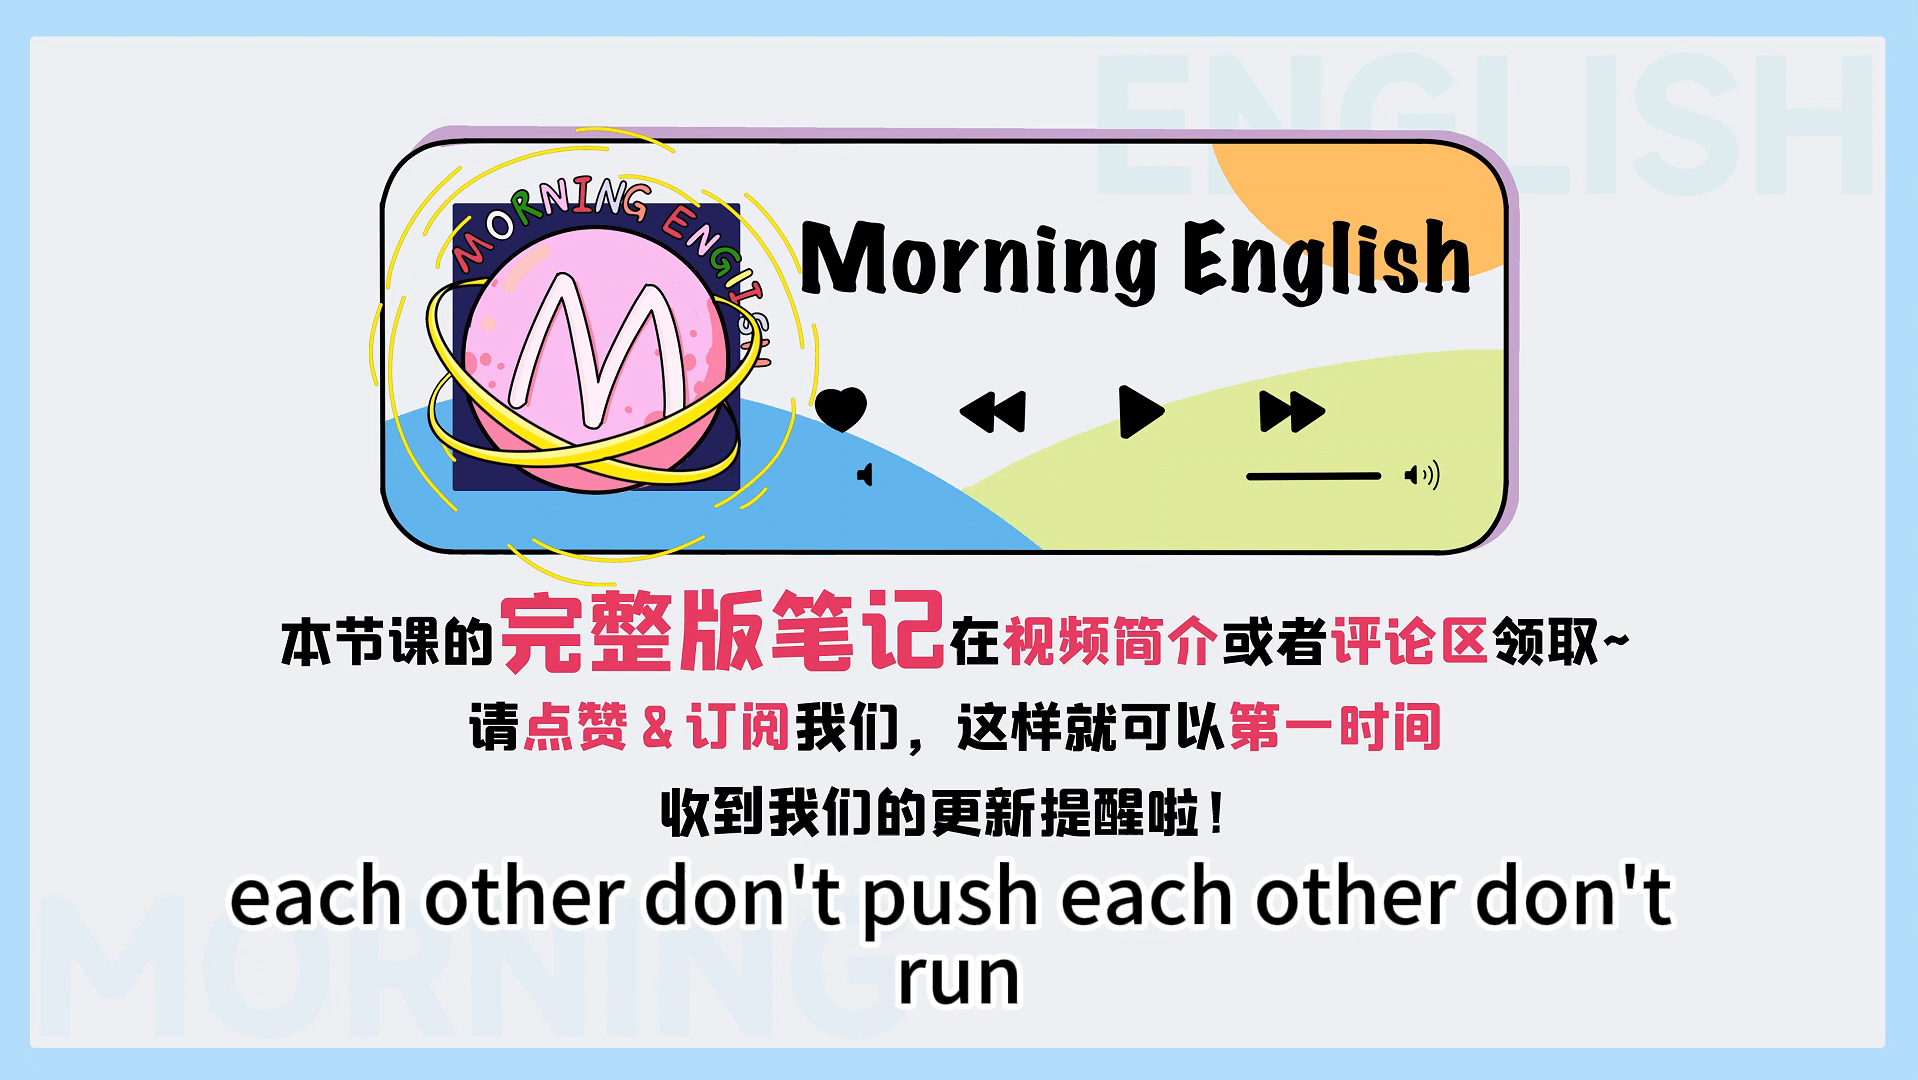 ENGLISH
MORNING ENGLISH
M
Morning English
本节课的完整版笔记在视频简介或者评论区领取~
请点赞&订阅我们，这样就可以第一时间
收到我们的更新提醒啦！
MORNING
each other don't push each other don't
run